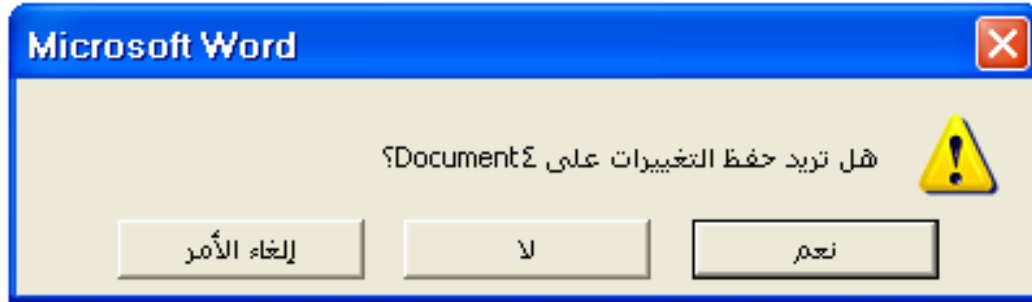 Microsoft Word
هل تريد حفظ التغييرات على Document٤؟
نعم
لا
إلغاء الأمر